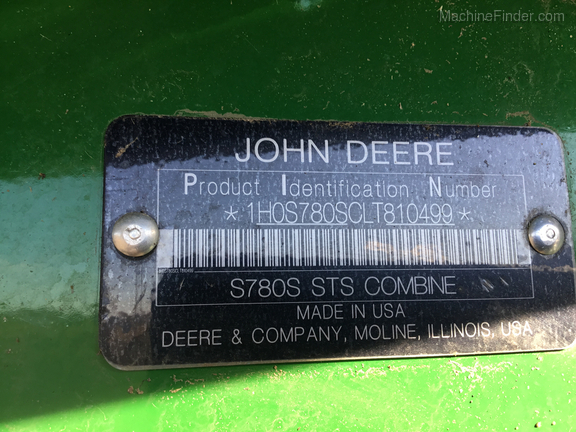 MachineFinder.com
JOHN DEERE
Product Identification Number
* 1H0S780SCLT810499 *
S780S STS COMBINE
MADE IN USA
DEERE & COMPANY, MOLINE, ILLINOIS, USA